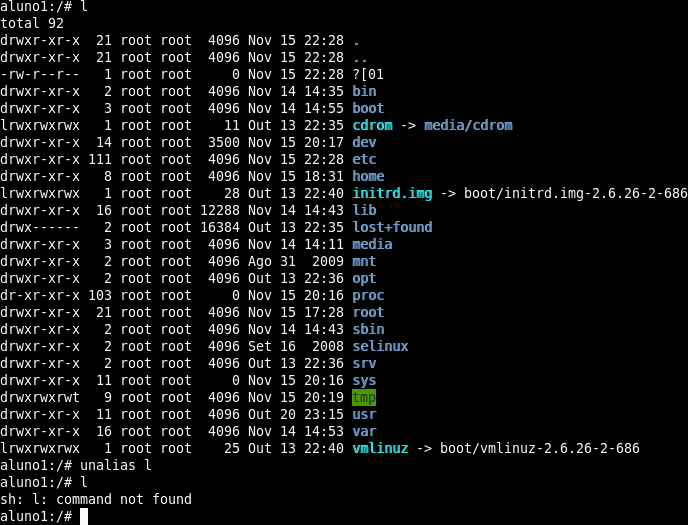 aluno1:/# l
total 92
drwxr-xr-x  21 root root  4096 Nov 15 22:28 .
drwxr-xr-x  21 root root  4096 Nov 15 22:28 ..
-rw-r--r--   1 root root     0 Nov 15 22:28 ?[01
drwxr-xr-x   2 root root  4096 Nov 14 14:35 bin
drwxr-xr-x   3 root root  4096 Nov 14 14:55 boot
lrwxrwxrwx   1 root root    11 Out 13 22:35 cdrom -> media/cdrom
drwxr-xr-x  14 root root  3500 Nov 15 20:17 dev
drwxr-xr-x 111 root root  4096 Nov 15 22:28 etc
drwxr-xr-x   8 root root  4096 Nov 15 18:31 home
lrwxrwxrwx   1 root root    28 Out 13 22:40 initrd.img -> boot/initrd.img-2.6.26-2-686
drwxr-xr-x  16 root root 12288 Nov 14 14:43 lib
drwx------   2 root root 16384 Out 13 22:35 lost+found
drwxr-xr-x   3 root root  4096 Nov 14 14:11 media
drwxr-xr-x   2 root root  4096 Ago 31  2009 mnt
drwxr-xr-x   2 root root  4096 Out 13 22:36 opt
dr-xr-xr-x 103 root root     0 Nov 15 20:16 proc
drwxr-xr-x  21 root root  4096 Nov 15 17:28 root
drwxr-xr-x   2 root root  4096 Nov 14 14:43 sbin
drwxr-xr-x   2 root root  4096 Set 16  2008 selinux
drwxr-xr-x   2 root root  4096 Out 13 22:36 srv
drwxr-xr-x  11 root root     0 Nov 15 20:16 sys
drwxrwxrwt   9 root root  4096 Nov 15 20:19 tmp
drwxr-xr-x  11 root root  4096 Out 20 23:15 usr
drwxr-xr-x  16 root root  4096 Nov 14 14:53 var
lrwxrwxrwx   1 root root    25 Out 13 22:40 vmlinuz -> boot/vmlinuz-2.6.26-2-686
aluno1:/# unalias l
aluno1:/# l
sh: l: command not found
aluno1:/#